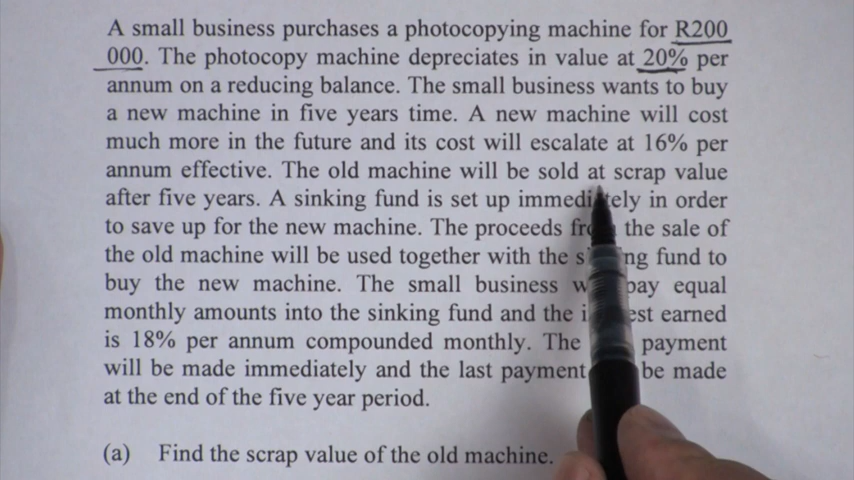 A small business purchases a photocopying machine for R200
000. The photocopy machine depreciates in value at 20% per
annum on a reducing balance. The small business wants to buy
a new machine in five years time. A new machine will cost
much more in the future and its cost will escalate at 16% per
annum effective. The old machine will be sold at scrap value
after five years. A sinking fund is set up immediately in order
to save up for the new machine. The proceeds from the sale of
the old machine will be used together with the sinking fund to
buy the new machine. The small business will pay equal
monthly amounts into the sinking fund and the interest earned
is 18% per annum compounded monthly. The payment
will be made immediately and the last payment be made
at the end of the five year period.
(a) Find the scrap value of the old machine.